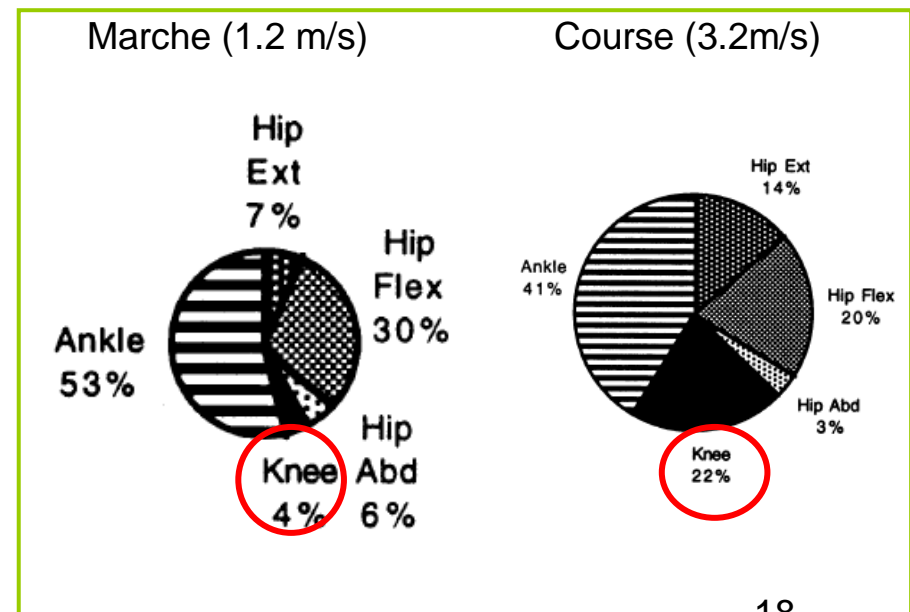 Marche (1.2 m/s)
Course (3.2m/s)
Hip
Ext
7%
Hip
Flex
30%
Ankle
53%
Hip
Abd
6%
Knee
4%
Hip Ext
14%
Ankle
41%
Hip Flex
20%
Hip Abd
3%
Knee
22%
18